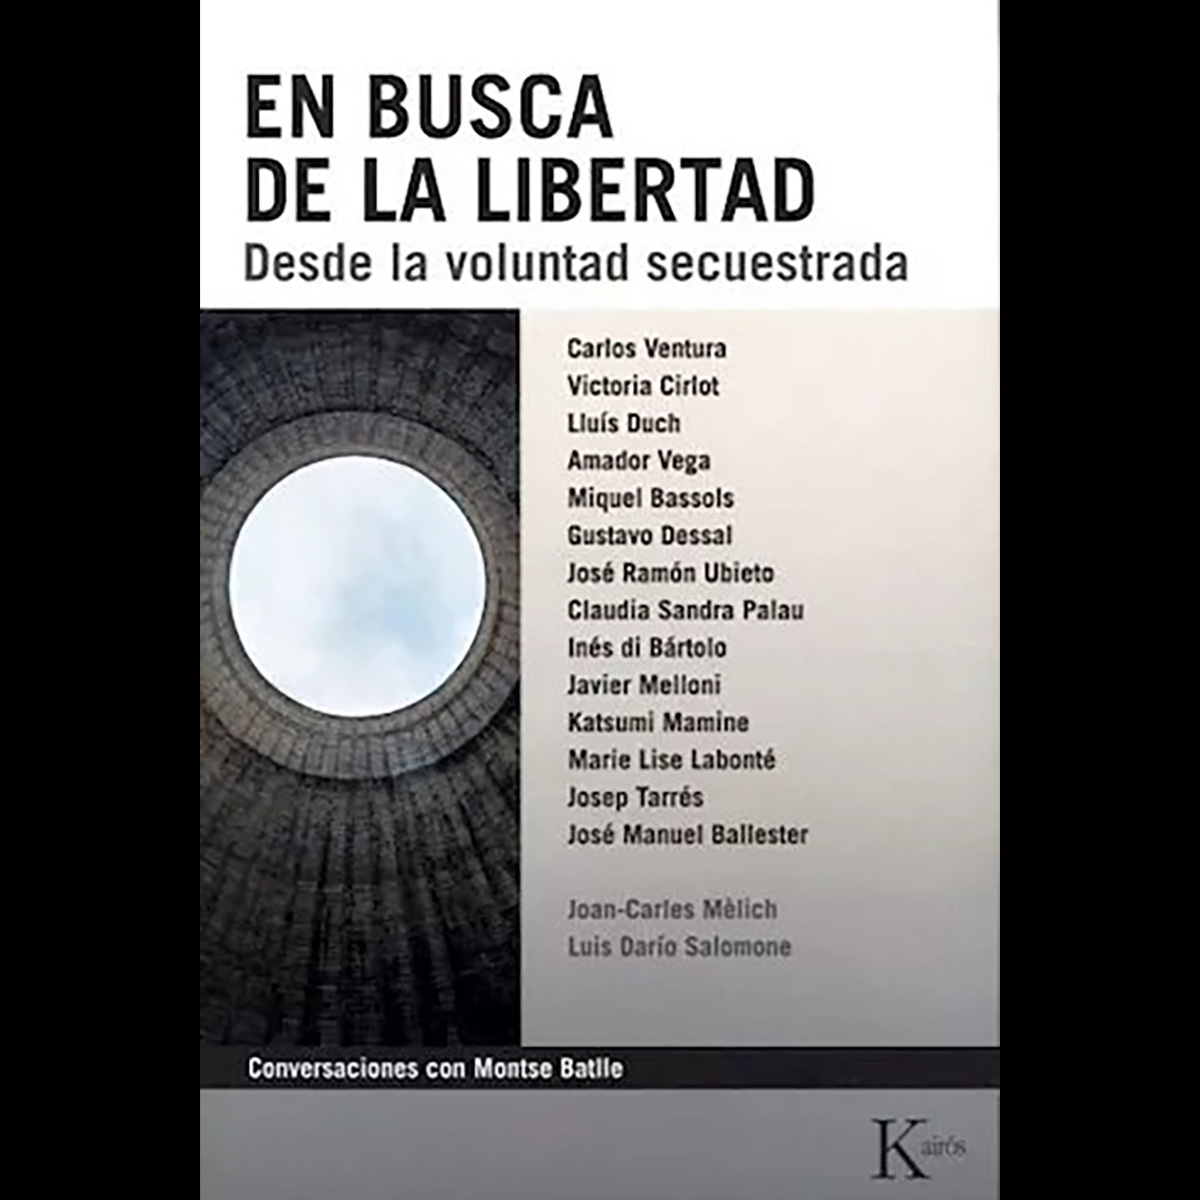 EN BUSCA
DE LA LIBERTAD
Desde la voluntad secuestrada
Carlos Ventura
Victoria Cirlot
Lluís Duch
Amador Vega
Miquel Bassols
Gustavo Dessal
José Ramón Ubieto
Claudia Sandra Palau
Inés di Bártolo
Javier Melloni
Katsumi Mamine
Marie Lise Labonté
Josep Tarrés
José Manuel Ballester
Joan-Carles Mèlich
Luis Darío Salomone
Conversaciones con Montse Batlle
Kairós